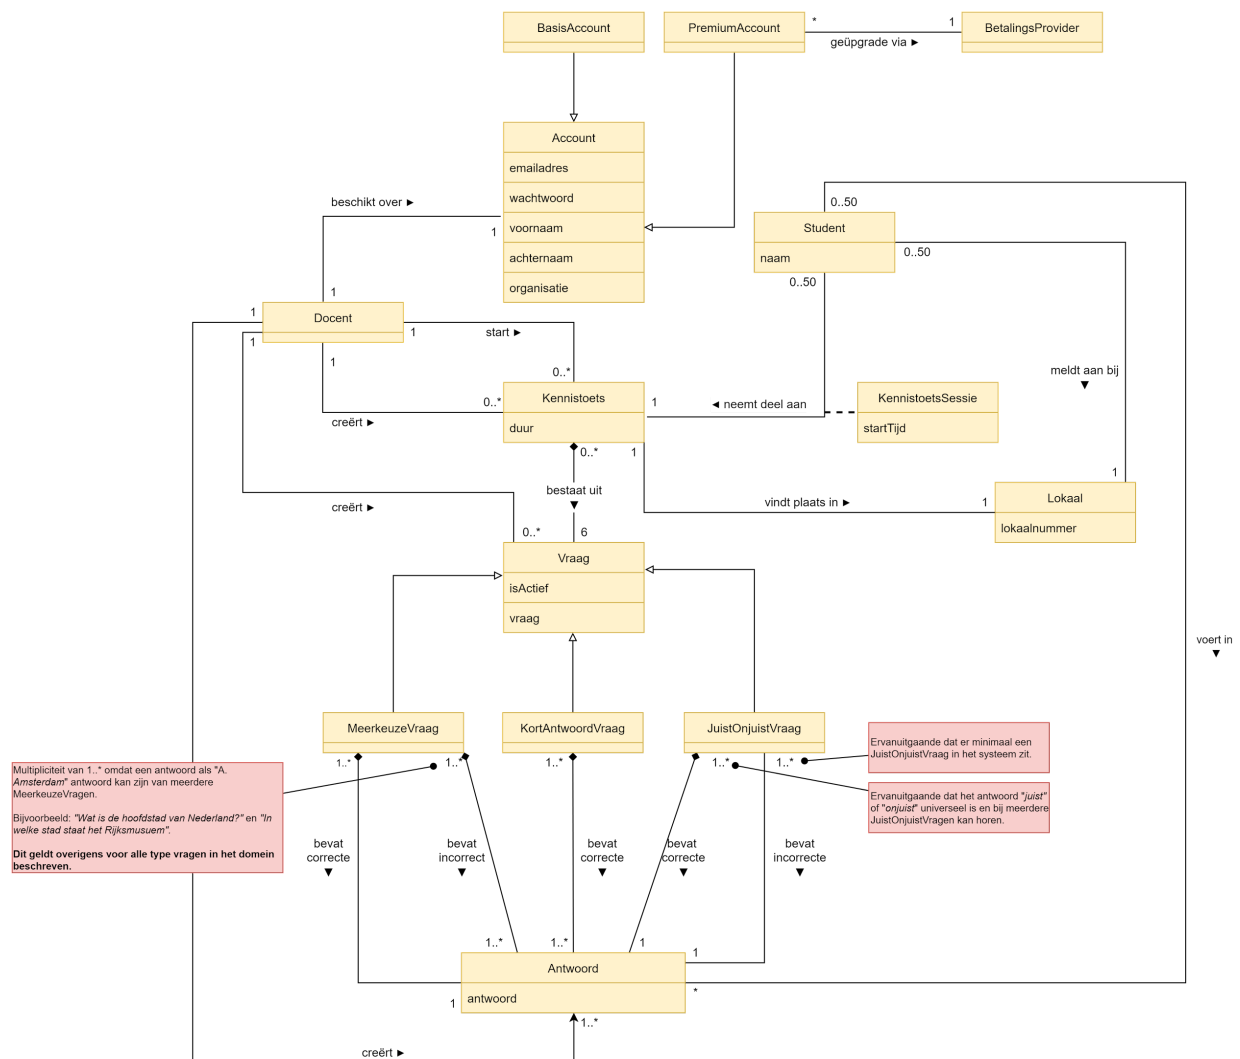 BasisAccount
PremiumAccount
*
1
BetalingsProvider
geüpgrade via ►
Account
emailadres
wachtwoord
voornaam
achternaam
organisatie
beschikt over ►
1
1
0..50
Student
naam
0..50
0..50
1
Docent
1
1
1
start ►
0..*
meldt aan bij
▼
0..*
Kennistoets
duur
1
◄ neemt deel aan
KennistoetsSessie
startTijd
creërt ►
0..*
1
bestaat uit
▼
1
Lokaal
lokaalnummer
vindt plaats in ►
1
creërt ►
0..*
6
Vraag
isActief
vraag
voert in
▼
MeerkeuzeVraag
KortAntwoordVraag
JuistOnjuistVraag
1..*
1..*
1..*
1..*
1..*
Ervanuitgaande dat er minimaal een
JuistOnjuistVraag in het systeem zit.
Ervanuitgaande dat het antwoord "juist"
of "onjuist" universeel is en bij meerdere
JuistOnjuistVragen kan horen.
Multipliciteit van 1..* omdat een antwoord als "A.
Amsterdam" antwoord kan zijn van meerdere
MeerkeuzeVragen.
Bijvoorbeeld: "Wat is de hoofdstad van Nederland?" en "In
welke stad staat het Rijksmusuem".
Dit geldt overigens voor alle type vragen in het domein
beschreven.
bevat
correcte
▼
bevat
incorrect
▼
bevat
correcte
▼
bevat
correcte
▼
bevat
incorrecte
▼
1..*
1..*
1
1
Antwoord
antwoord
1
*
1..*
creërt ►